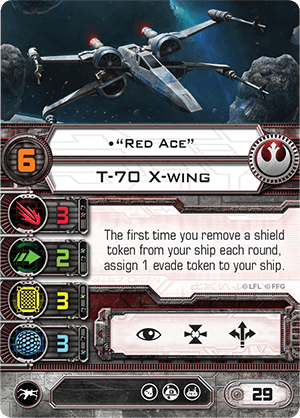 •“Red Ace”
6
T-70 X-wing
3
The first time you remove a shield
token from your ship each round,
assign 1 evade token to your ship.
2
©LFL ©FFG
3
3
29